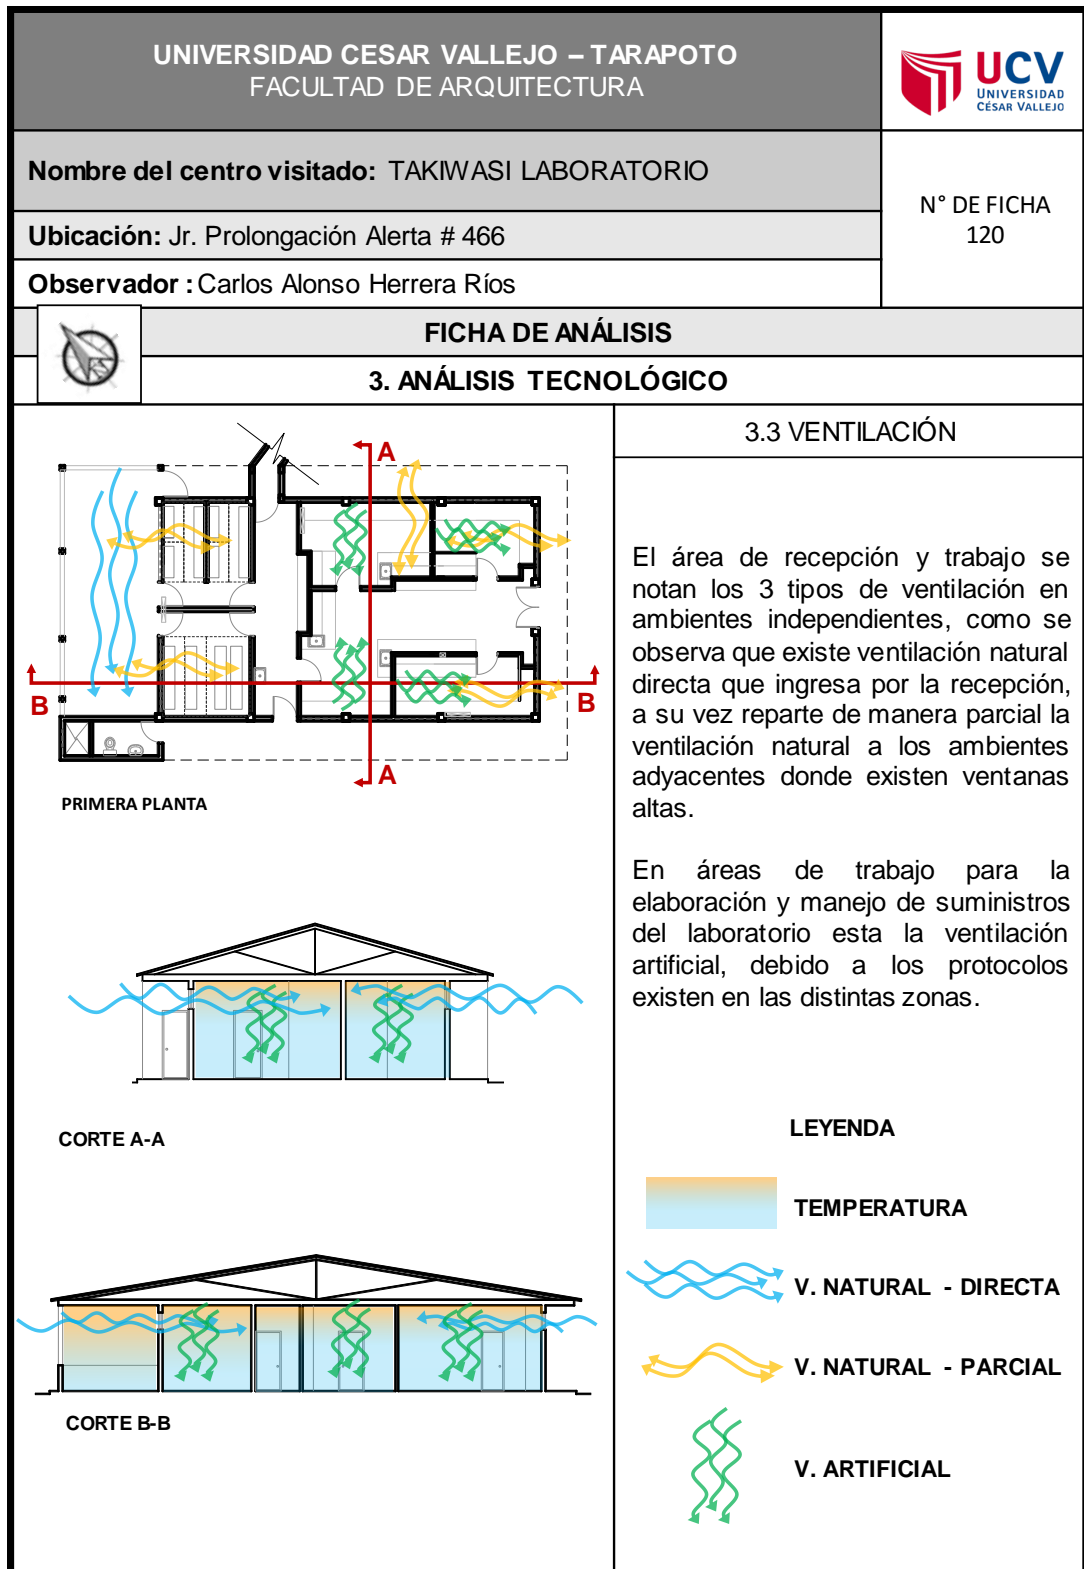 UNIVERSIDAD CESAR VALLEJO – TARAPOTO
FACULTAD DE ARQUITECTURA
UCV
UNIVERSIDAD
CÉSAR VALLEJO
Nombre del centro visitado: TAKIWASI LABORATORIO
Ubicación: Jr. Prolongación Alerta # 466
Observador : Carlos Alonso Herrera Ríos
N° DE FICHA
120
FICHA DE ANÁLISIS
3. ANÁLISIS TECNOLÓGICO
A
B
B
A
PRIMERA PLANTA
CORTE A-A
CORTE B-B
3.3 VENTILACIÓN
El área de recepción y trabajo se
notan los 3 tipos de ventilación en
ambientes independientes, como se
observa que existe ventilación natural
directa que ingresa por la recepción,
a su vez reparte de manera parcial la
ventilación natural a los ambientes
adyacentes donde existen ventanas
altas.
En áreas de trabajo para la
elaboración y manejo de suministros
del laboratorio esta la ventilación
artificial, debido a los protocolos
existen en las distintas zonas.
LEYENDA
TEMPERATURA
V. NATURAL - DIRECTA
V. NATURAL - PARCIAL
V. ARTIFICIAL